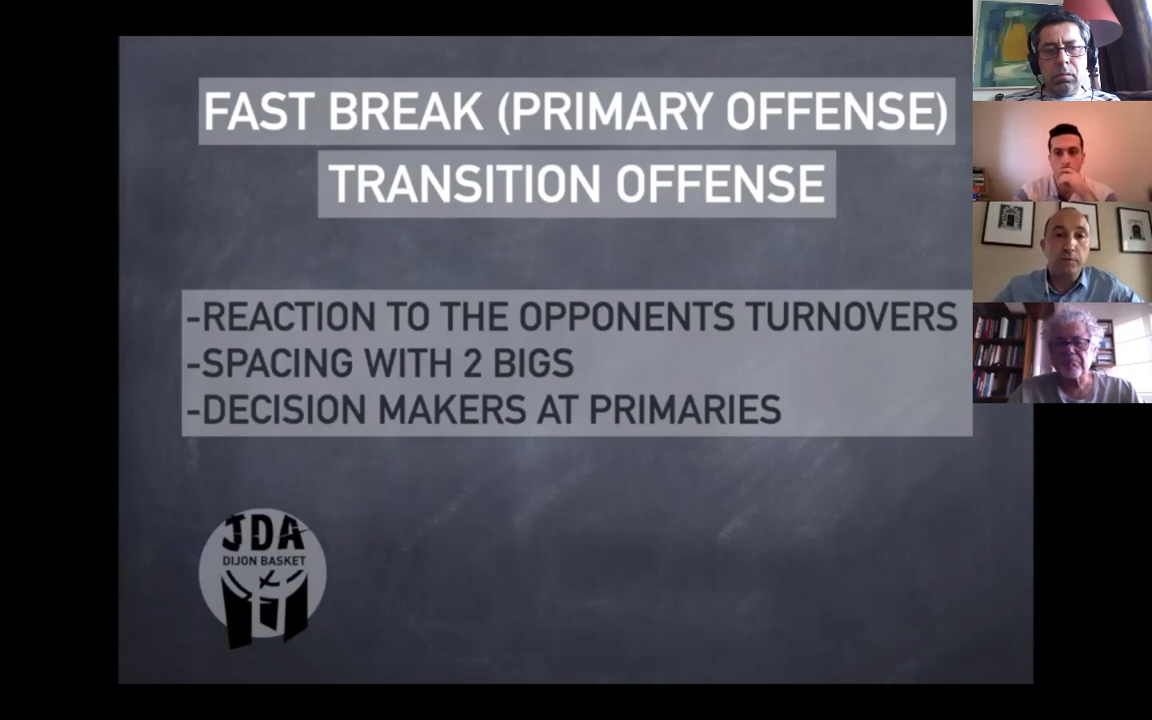 FAST BREAK (PRIMARY OFFENSE)
TRANSITION OFFENSE
-REACTION TO THE OPPONENTS TURNOVERS
-SPACING WITH 2 BIGS
-DECISION MAKERS AT PRIMARIES
JDA
DIJON BASKET